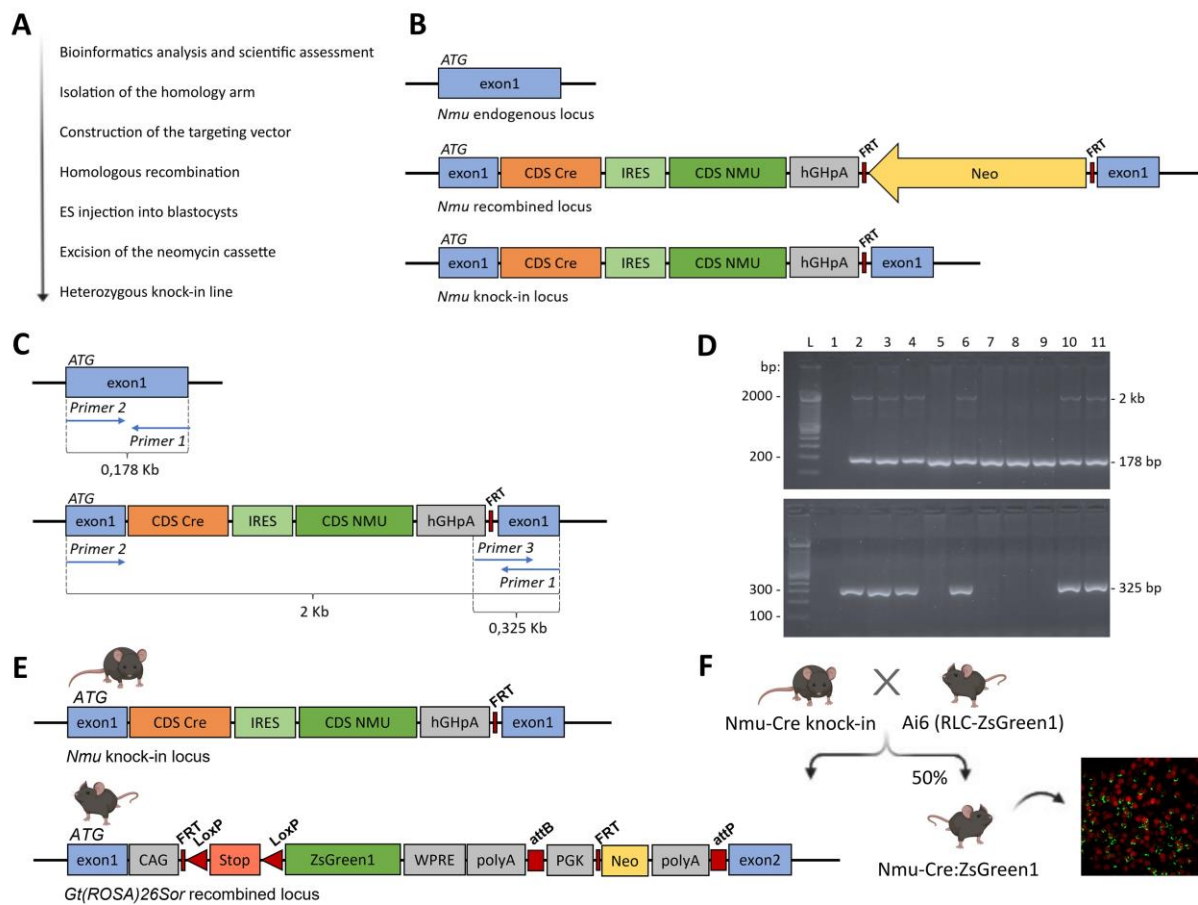 A
Bioinformatics analysis and scientific assessment
Isolation of the homology arm
Construction of the targeting vector
Homologous recombination
ES injection into blastocysts
Excision of the neomycin cassette
Heterozygous knock-in line
B
ATG
exon1
Nmu endogenous locus
ATG FRT FRT
exon1 CDS Cre IRES CDS NMU hGHpA Neo exon1
Nmu recombined locus
ATG FRT
exon1 CDS Cre IRES CDS NMU hGHpA exon1
Nmu knock-in locus
C
ATG
exon1
Primer 2
Primer 1
0,178 Kb
ATG FRT
exon1 CDS Cre IRES CDS NMU hGHpA exon1
Primer 2 Primer 3
Primer 1
2 Kb
0,325 Kb
D
L 1 2 3 4 5 6 7 8 9 10 11
bp:
2000 - - 2 kb
200 - - 178 bp
300 - - 325 bp
100 -
E
ATG FRT
exon1 CDS Cre IRES CDS NMU hGHpA exon1
Nmu knock-in locus
ATG FRT LoxP LoxP attB FRT attP
exon1 CAG Stop ZsGreen1 WPRE polyA PGK Neo polyA exon2
Gt(ROSA)26Sor recombined locus
F
Nmu-Cre knock-in Ai6 (RLC-ZsGreen1)
50%
Nmu-Cre:ZsGreen1